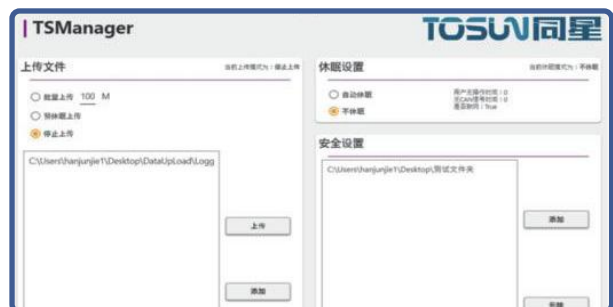 TSManager
TOSUN同星
上传文件
当前上传模式为：停止上传
批量上传 100 M
预休眠上传
停止上传
C\Users\hanjunjie1\Desktop\DataUpLoad\Logg
上传
添加
休眠设置
当前休眠模式为：不休眠
自动休眠
不休眠
用户无操作时间：0
无CAN信号时间：0
是否联网：True
安全设置
C:\Users\hanjunjie1\Desktop\测试文件夹
添加